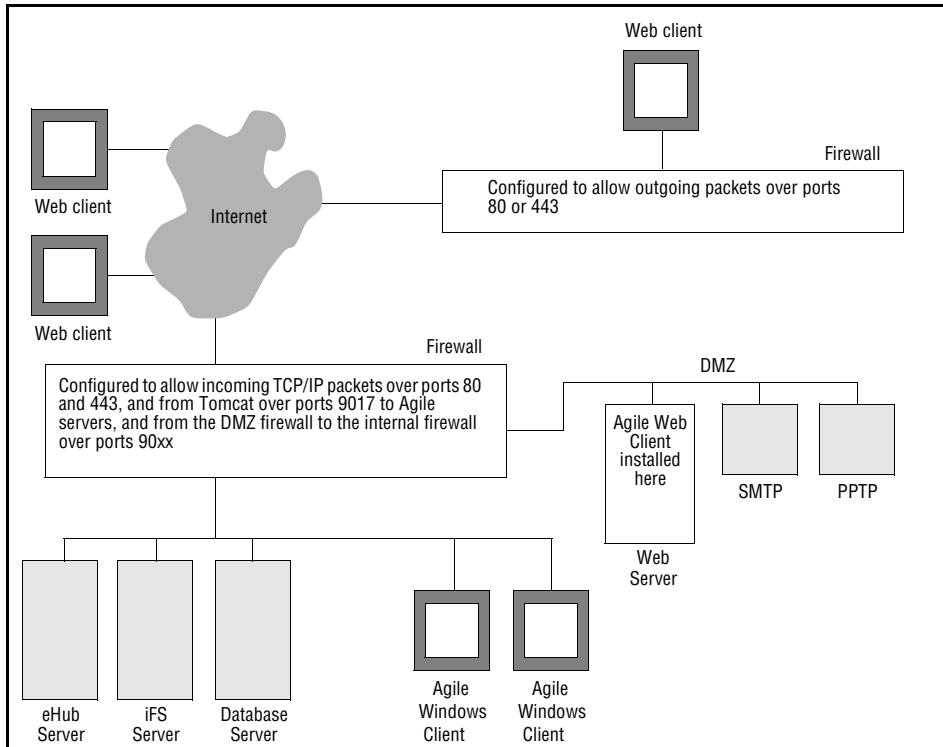 Web client
Web client
Web client
Internet
Firewall
Configured to allow outgoing packets over ports
80 or 443
Firewall
Configured to allow incoming TCP/IP packets over ports 80
and 443, and from Tomcat over ports 9017 to Agile
servers, and from the DMZ firewall to the internal firewall
over ports 90xx
DMZ
Agile Web
Client
installed
here
Web
Server
SMTP
PPTP
eHub
Server
iFS
Server
Database
Server
Agile
Windows
Client
Agile
Windows
Client